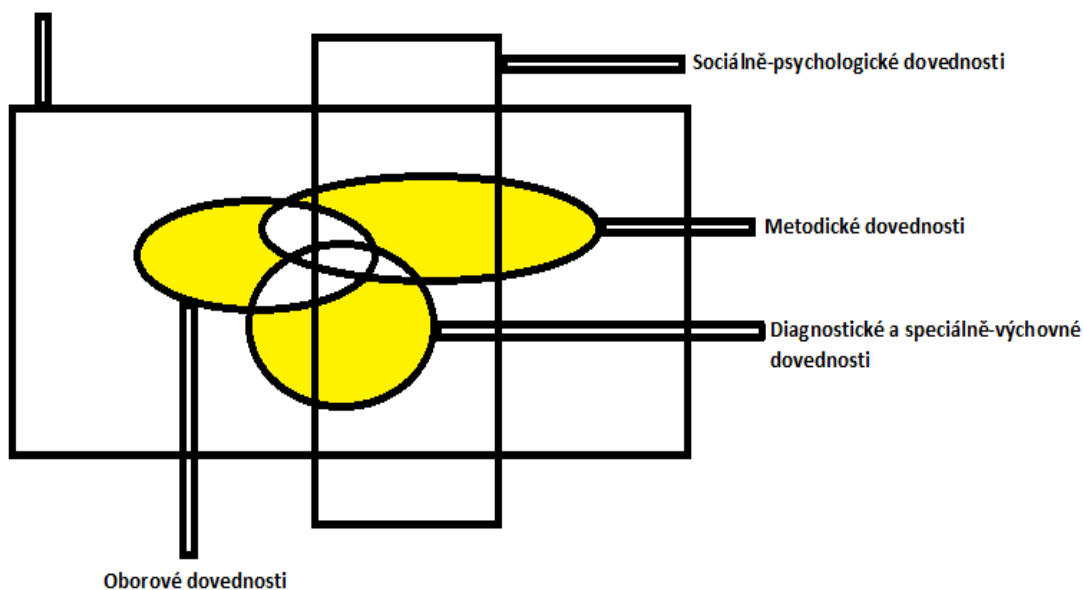 Sociálně-psychologické dovednosti
Metodické dovednosti
Diagnostické a speciálně-výchovné
dovednosti
Oborové dovednosti